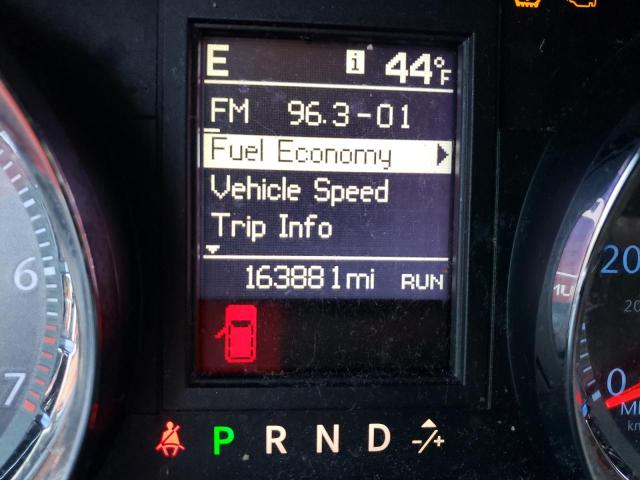 E i 44°F
FM 96.3-01
Fuel Economy
Vehicle Speed
Trip Info
163881mi RUN
6
7
20
0
P R N D -/+